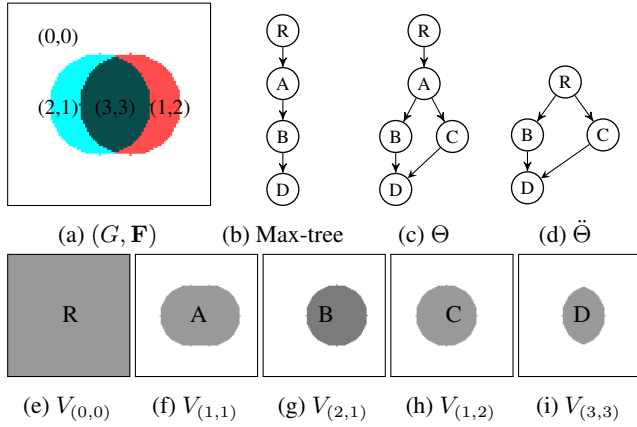 (0,0)
(2,1) (3,3) (1,2)
R
A
B
D
R
A
B C
D
R
B C
D
(a) (G, F) (b) Max-tree (c) Θ (d) Θ̈
R A B C D
(e) V(0,0) (f) V(1,1) (g) V(2,1) (h) V(1,2) (i) V(3,3)